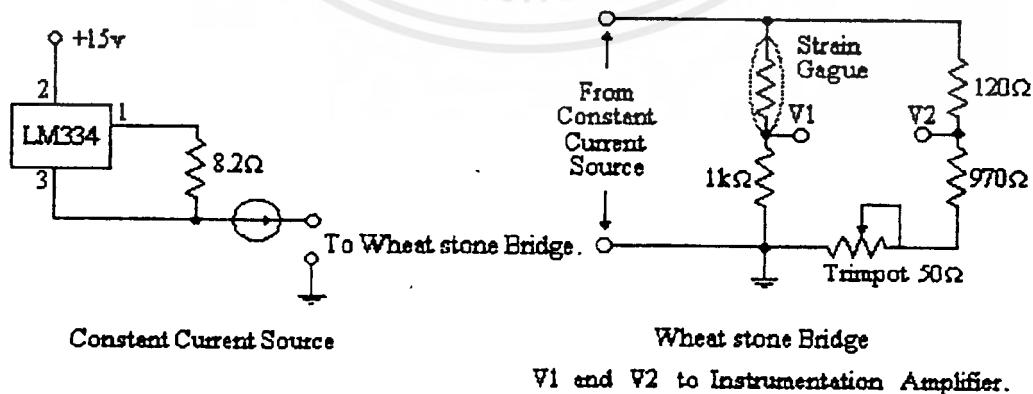 +15v
2
1
LM334
8.2Ω
3
To Wheat stone Bridge.
Constant Current Source
From
Constant
Current
Source
Strain
Gague
V1
1kΩ
120Ω
V2
970Ω
Trimpot 50Ω
Wheat stone Bridge
V1 and V2 to Instrumentation Amplifier.